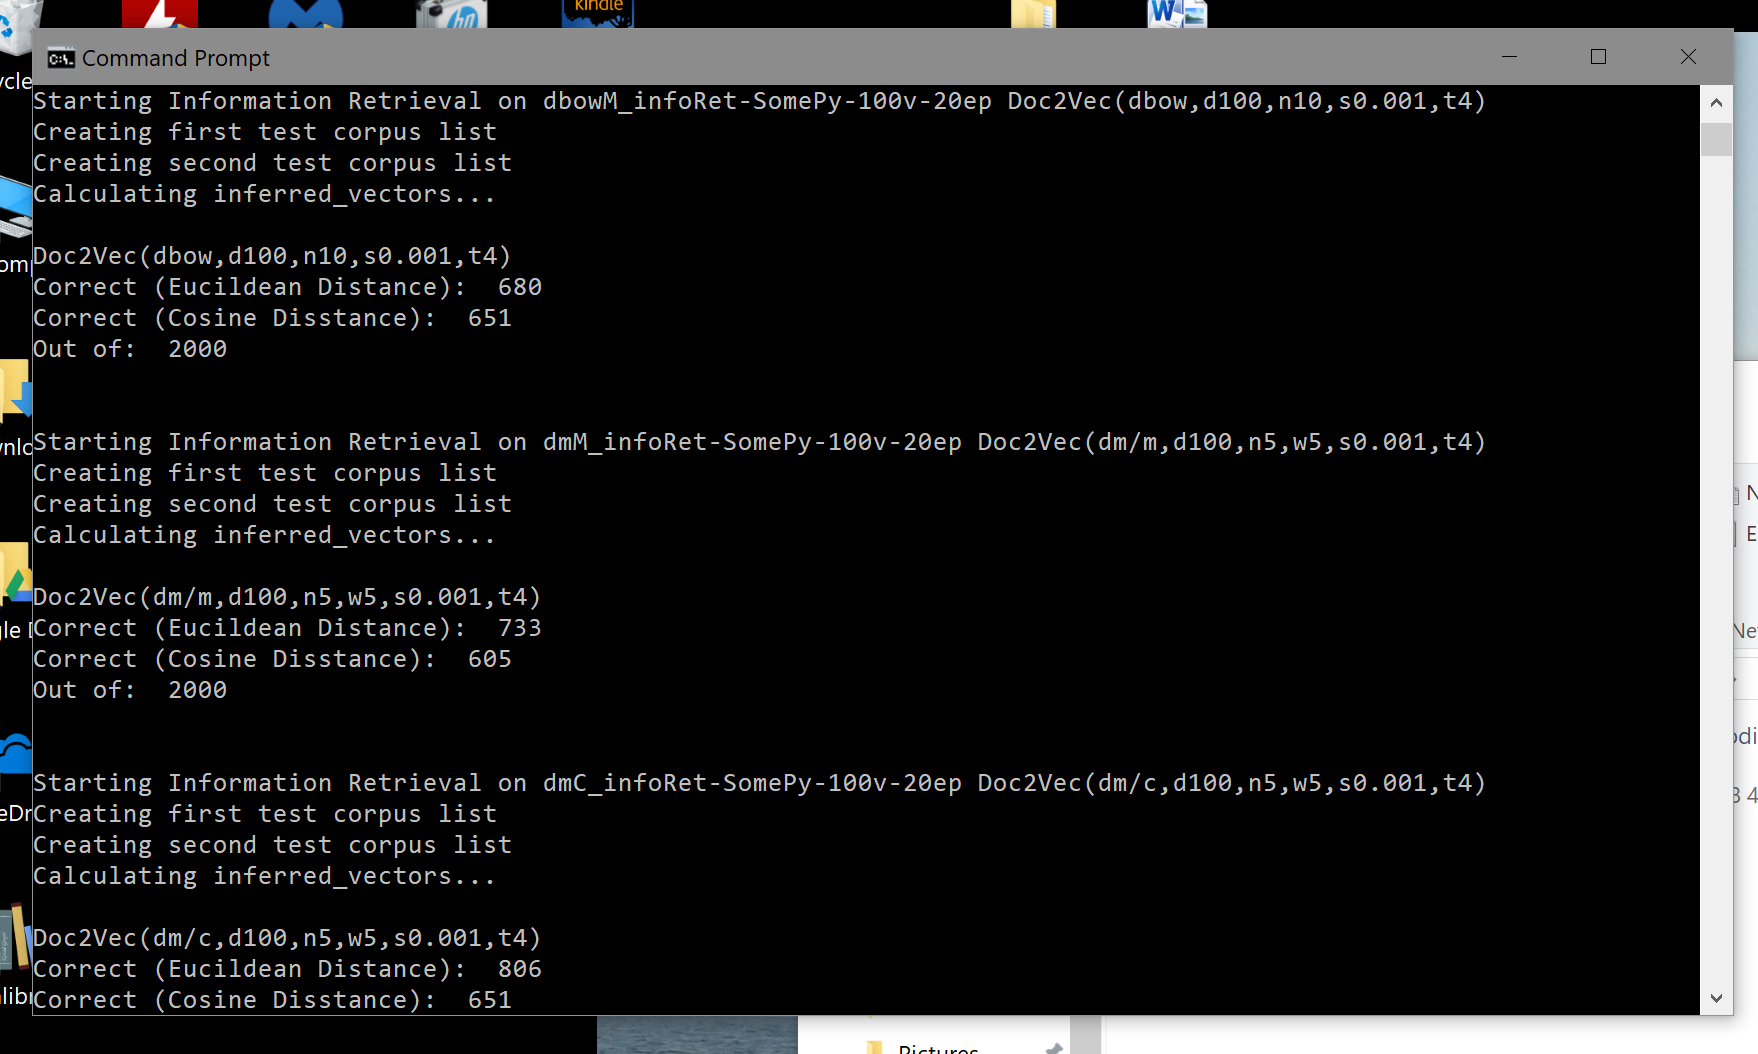 kindle
Command Prompt
Starting Information Retrieval on dbowM_infoRet-SomePy-100v-20ep Doc2Vec(dbow,d100,n10,s0.001,t4)
Creating first test corpus list
Creating second test corpus list
Calculating inferred_vectors...
Doc2Vec(dbow,d100,n10,s0.001,t4)
Correct (Eucildean Distance):  680
Correct (Cosine Disstance):  651
Out of:  2000
Starting Information Retrieval on dmM_infoRet-SomePy-100v-20ep Doc2Vec(dm/m,d100,n5,w5,s0.001,t4)
Creating first test corpus list
Creating second test corpus list
Calculating inferred_vectors...
Doc2Vec(dm/m,d100,n5,w5,s0.001,t4)
Correct (Eucildean Distance):  733
Correct (Cosine Disstance):  605
Out of:  2000
Starting Information Retrieval on dmC_infoRet-SomePy-100v-20ep Doc2Vec(dm/c,d100,n5,w5,s0.001,t4)
Creating first test corpus list
Creating second test corpus list
Calculating inferred_vectors...
Doc2Vec(dm/c,d100,n5,w5,s0.001,t4)
Correct (Eucildean Distance):  806
Correct (Cosine Disstance):  651
Pictures